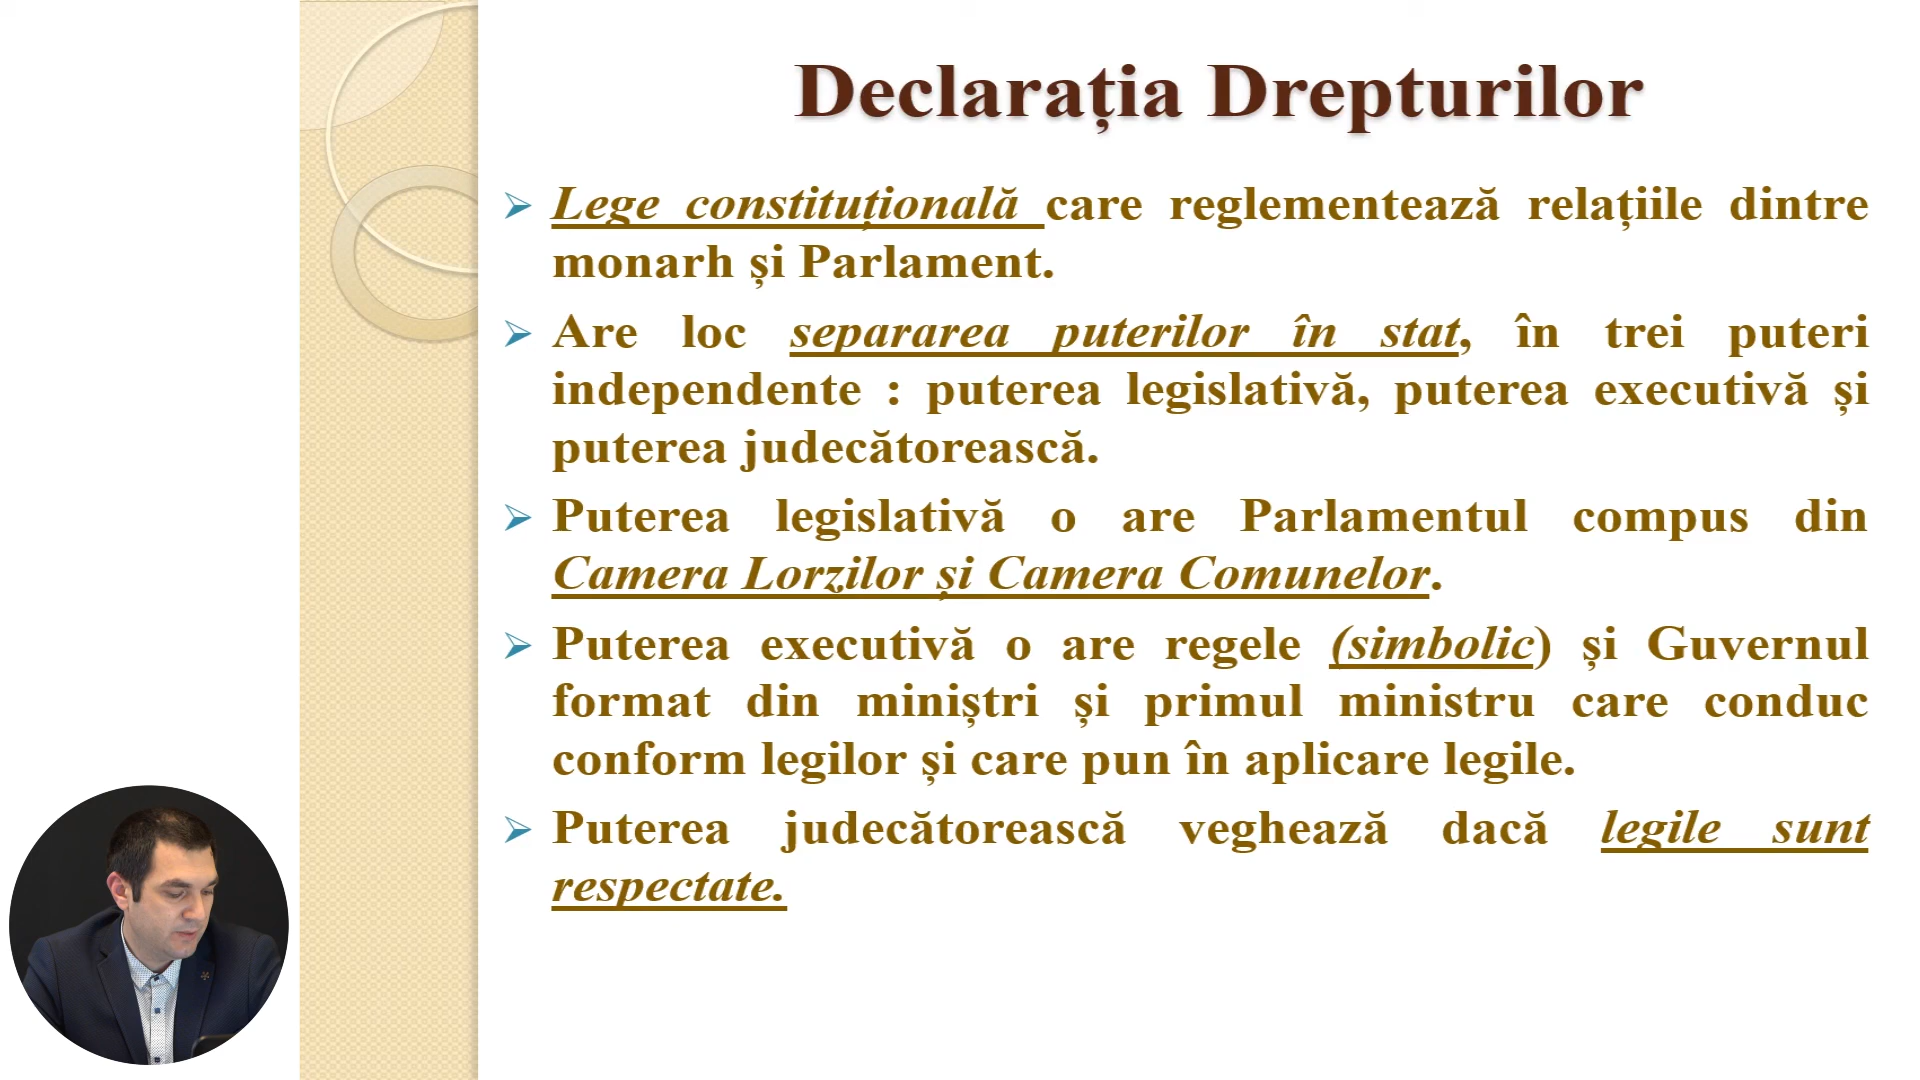 Declarația Drepturilor
Lege constituțională care reglementează relațiile dintre
monarh și Parlament.
Are loc separarea puterilor în stat, în trei puteri
independente : puterea legislativă, puterea executivă și
puterea judecătorească.
Puterea legislativă o are Parlamentul compus din
Camera Lorzilor și Camera Comunelor.
Puterea executivă o are regele (simbolic) și Guvernul
format din miniștri și primul ministru care conduc
conform legilor și care pun în aplicare legile.
Puterea judecătorească veghează dacă legile sunt
respectate.